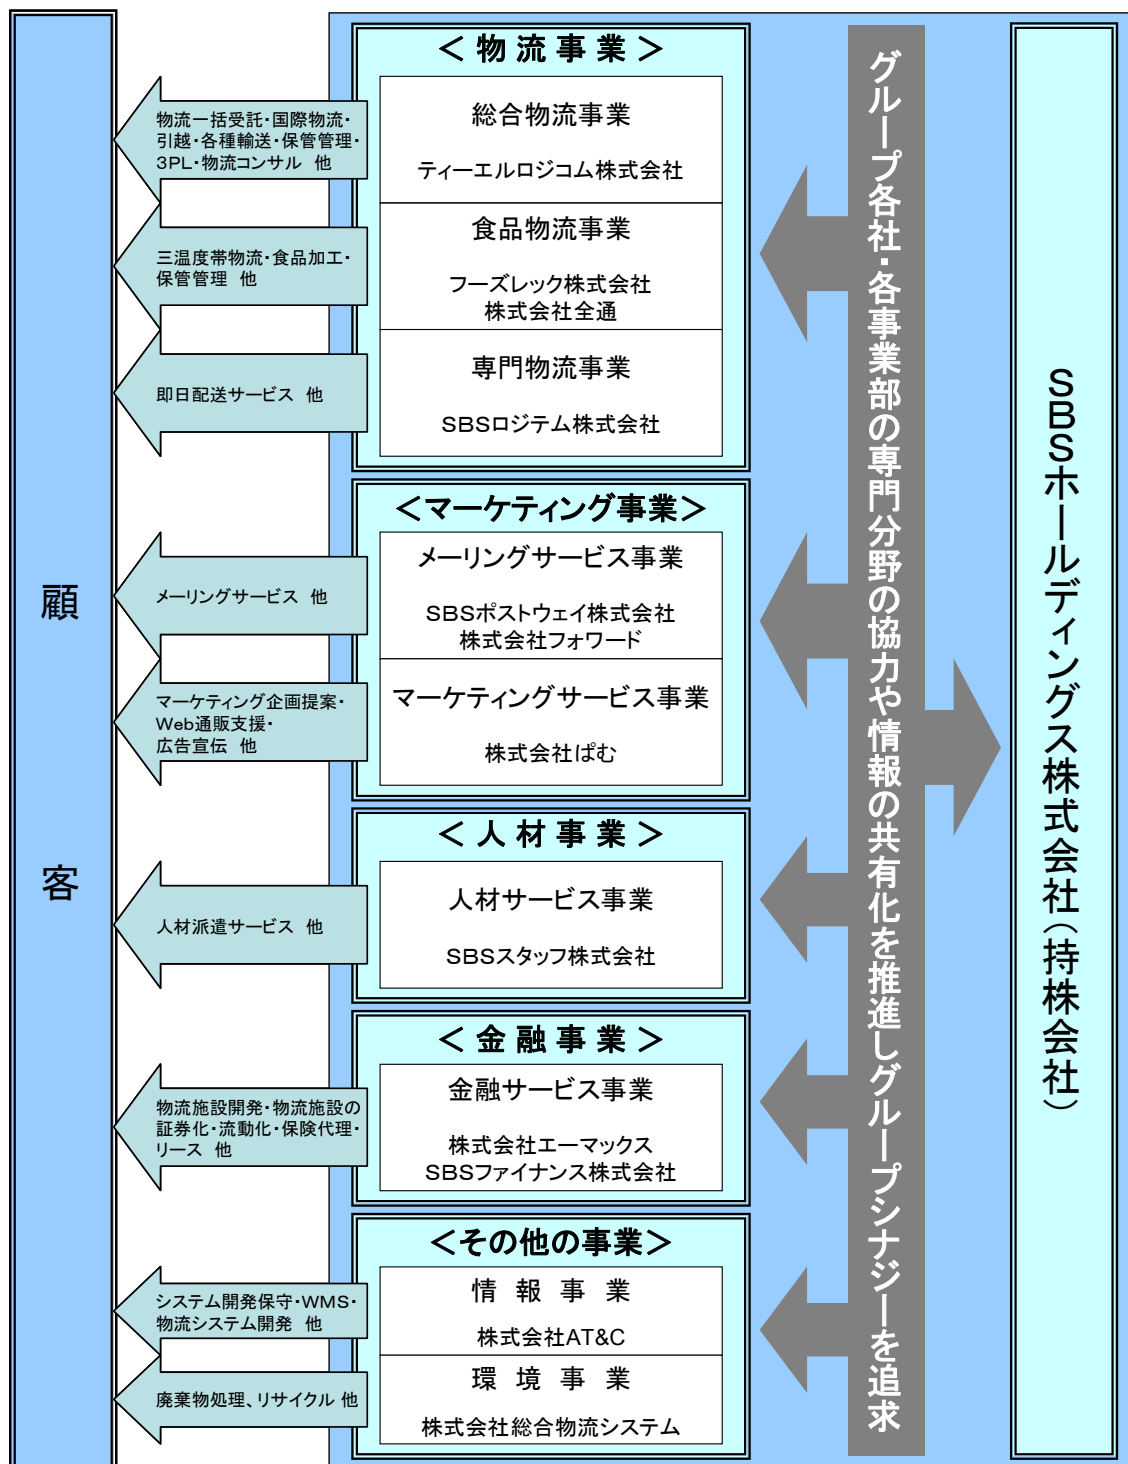 顧客
＜物流事業＞
物流一括受託・国際物流・
引越・各種輸送・保管管理・
3PL・物流コンサル 他
総合物流事業
ティーエルロジコム株式会社
三温度帯物流・食品加工・
保管管理 他
食品物流事業
フーズレック株式会社
株式会社全通
即日配送サービス 他
専門物流事業
SBSロジテム株式会社
＜マーケティング事業＞
メーリングサービス 他
メーリングサービス事業
SBSポストウェイ株式会社
株式会社フォワード
マーケティング企画提案・
Web通販支援・
広告宣伝 他
マーケティングサービス事業
株式会社ぱむ
＜人材事業＞
人材派遣サービス 他
人材サービス事業
SBSスタッフ株式会社
＜金融事業＞
物流施設開発・物流施設の
証券化・流動化・保険代理・
リース 他
金融サービス事業
株式会社エーマックス
SBSファイナンス株式会社
＜その他の事業＞
システム開発保守・WMS・
物流システム開発 他
情報事業
株式会社AT&C
廃棄物処理、リサイクル 他
環境事業
株式会社総合物流システム
グループ各社・各事業部の専門分野の協力や情報の共有化を推進しグループシナジーを追求
SBSホールディングス株式会社（持株会社）